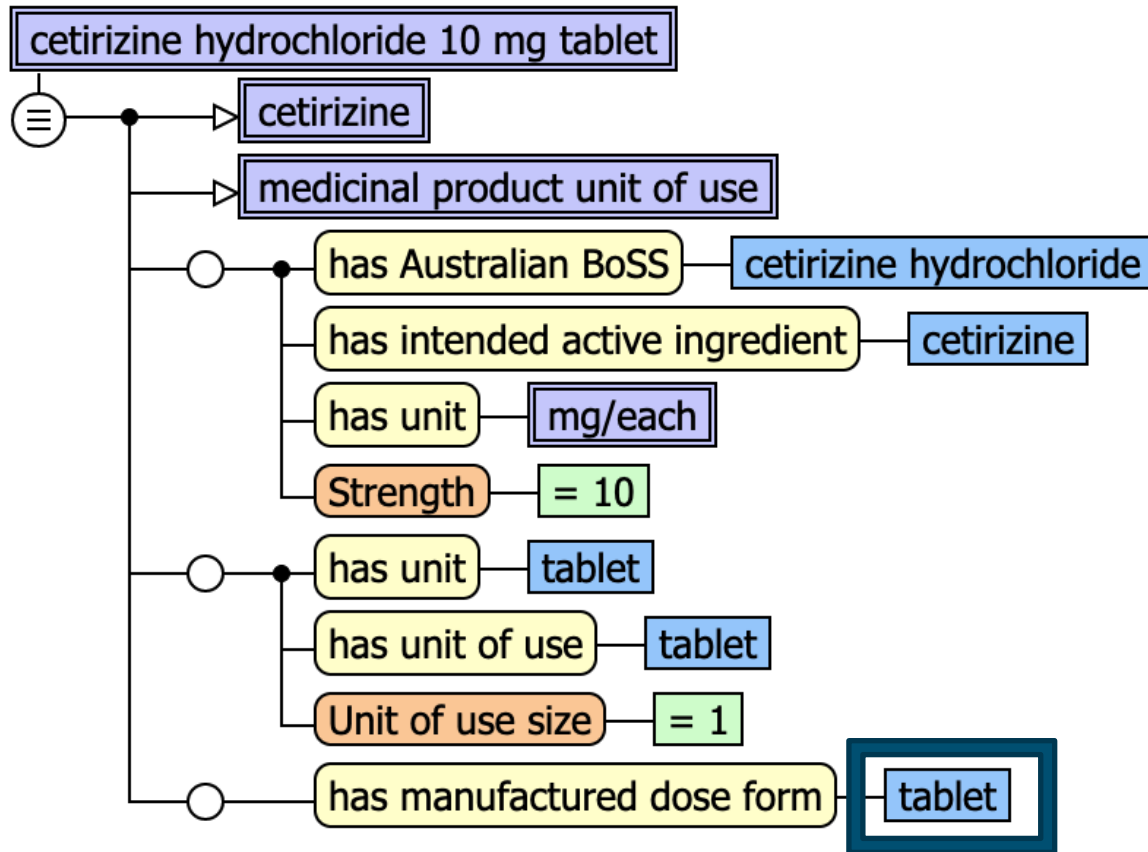 cetirizine hydrochloride 10 mg tablet
cetirizine
medicinal product unit of use
has Australian BoSS cetirizine hydrochloride
has intended active ingredient cetirizine
has unit mg/each
Strength = 10
has unit tablet
has unit of use tablet
Unit of use size = 1
has manufactured dose form tablet